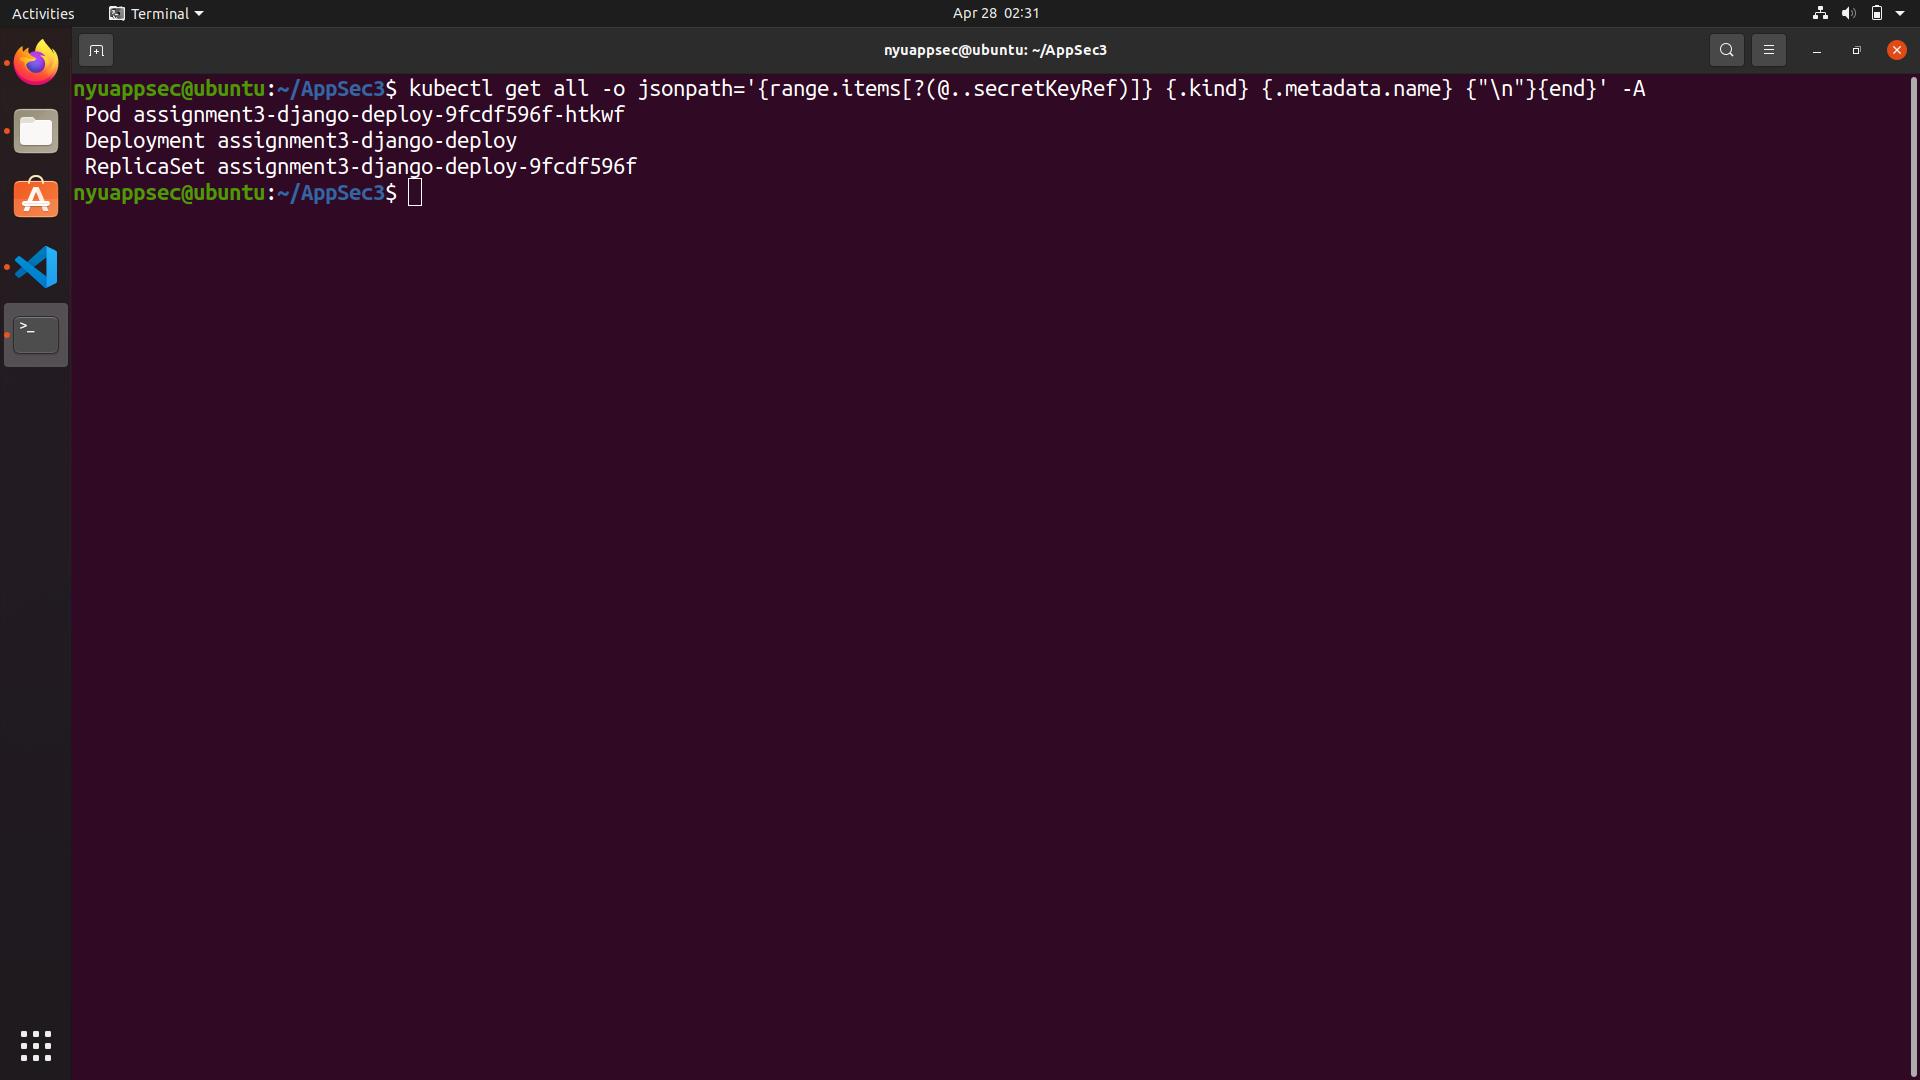 Activities
Terminal
Apr 28 02:31
nyuappsec@ubuntu: ~/AppSec3
nyuappsec@ubuntu:~/AppSec3$ kubectl get all -o jsonpath='{range.items[?(@..secretKeyRef)]} {.kind} {.metadata.name} {"\n"}{end}' -A
Pod assignment3-django-deploy-9fcdf596f-htkwf
Deployment assignment3-django-deploy
ReplicaSet assignment3-django-deploy-9fcdf596f
nyuappsec@ubuntu:~/AppSec3$